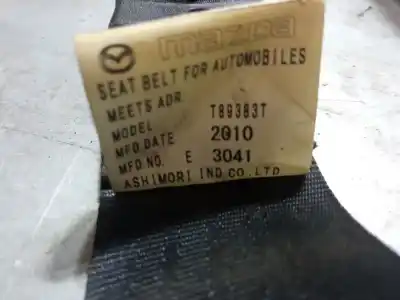 mazda
SEAT BELT FOR AUTOMOBILES
MEETS ADR
MODEL T89383T
MFD DATE 2010
MFD NO. E 3041
ASHIMORI IND. CO., LTD.